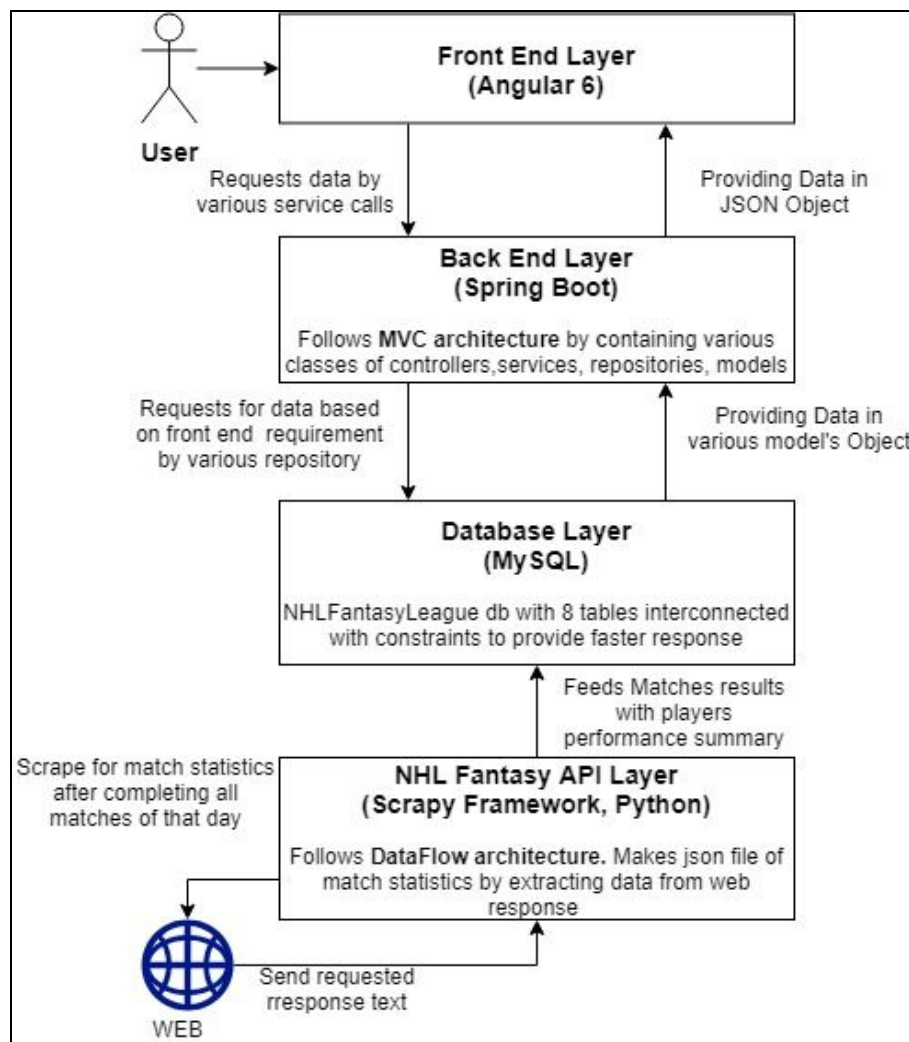 Front End Layer
(Angular 6)
User
Requests data by
various service calls
Providing Data in
JSON Object
Back End Layer
(Spring Boot)
Follows MVC architecture by containing various
classes of controllers,services, repositories, models
Requests for data based
on front end requirement
by various repository
Providing Data in
various model's Object
Database Layer
(MySQL)
NHLFantasyLeague db with 8 tables interconnected
with constraints to provide faster response
Feeds Matches results
with players
performance summary
Scrape for match statistics
after completing all
matches of that day
NHL Fantasy API Layer
(Scrapy Framework, Python)
Follows DataFlow architecture. Makes json file of
match statistics by extracting data from web
response
Send requested
rresponse text
WEB